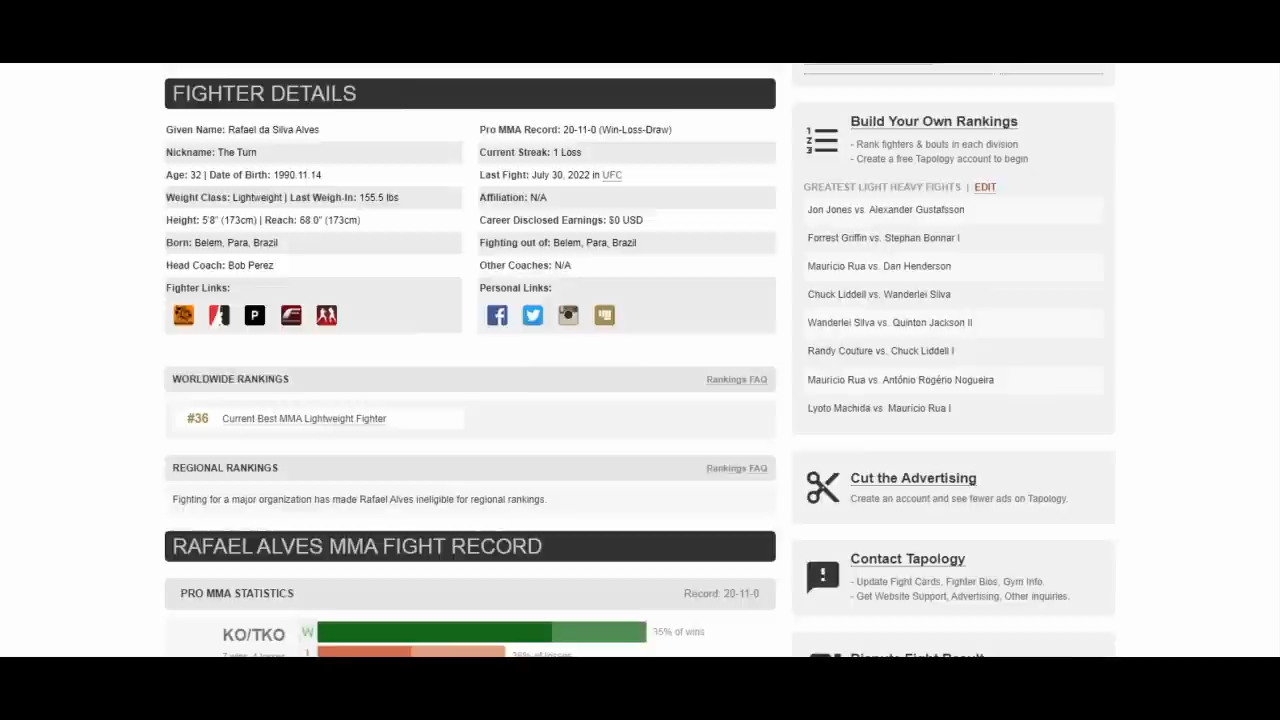 FIGHTER DETAILS
Given Name: Rafael da Silva Alves
Pro MMA Record: 20-11-0 (Win-Loss-Draw)
Nickname: The Turn
Current Streak: 1 Loss
Age: 32 | Date of Birth: 1990.11.14
Last Fight: July 30, 2022 in UFC
Weight Class: Lightweight | Last Weigh-In: 155.5 lbs
Affiliation: N/A
Height: 5'8" (173cm) | Reach: 68.0" (173cm)
Career Disclosed Earnings: $0 USD
Born: Belem, Para, Brazil
Fighting out of: Belem, Para, Brazil
Head Coach: Bob Perez
Other Coaches: N/A
Fighter Links:
Personal Links:
WORLDWIDE RANKINGS
Rankings FAQ
#36 Current Best MMA Lightweight Fighter
REGIONAL RANKINGS
Rankings FAQ
Fighting for a major organization has made Rafael Alves ineligible for regional rankings.
RAFAEL ALVES MMA FIGHT RECORD
PRO MMA STATISTICS
Record: 20-11-0
KO/TKO
W
35% of wins
Build Your Own Rankings
- Rank fighters & bouts in each division
- Create a free Tapology account to begin
GREATEST LIGHT HEAVY FIGHTS | EDIT
Jon Jones vs. Alexander Gustafsson
Forrest Griffin vs. Stephan Bonnar I
Mauricio Rua vs. Dan Henderson
Chuck Liddell vs. Wanderlei Silva
Wanderlei Silva vs. Quinton Jackson II
Randy Couture vs. Chuck Liddell I
Mauricio Rua vs. Antônio Rogério Nogueira
Lyoto Machida vs. Mauricio Rua I
Cut the Advertising
Create an account and see fewer ads on Tapology.
Contact Tapology
- Update Fight Cards, Fighter Bios, Gym Info.
- Get Website Support, Advertising, Other inquiries.